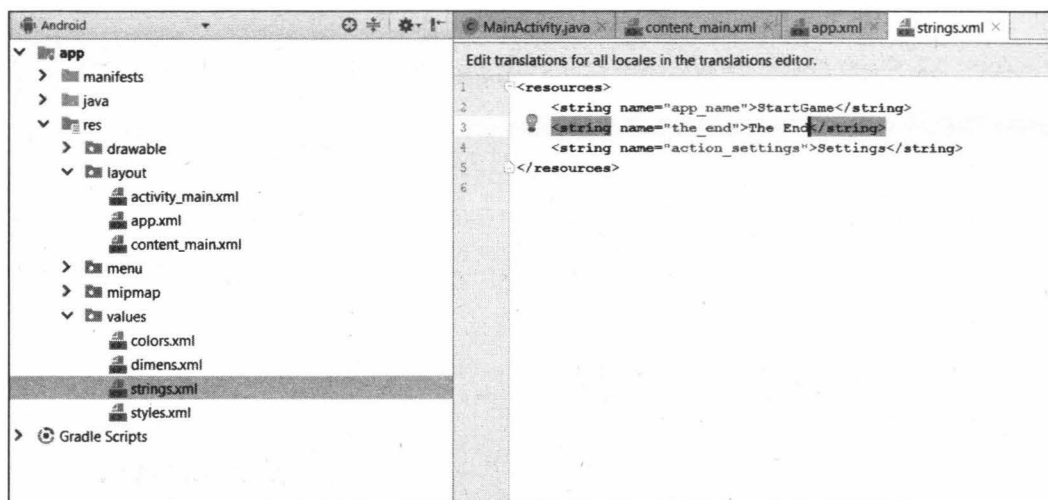 Android
app
manifests
java
res
drawable
layout
activity_main.xml
app.xml
content_main.xml
menu
mipmap
values
colors.xml
dimens.xml
strings.xml
styles.xml
Gradle Scripts
MainActivity.java content_main.xml app.xml strings.xml
Edit translations for all locales in the translations editor.
1 <resources>
2 <string name="app_name">StartGame</string>
3 <string name="the_end">The End</string>
4 <string name="action_settings">Settings</string>
5 </resources>
6